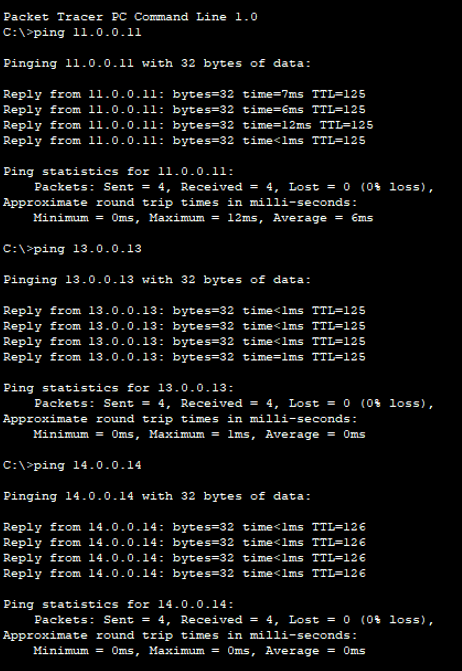 Packet Tracer PC Command Line 1.0
C:\>ping 11.0.0.11
Pinging 11.0.0.11 with 32 bytes of data:
Reply from 11.0.0.11: bytes=32 time=7ms TTL=125
Reply from 11.0.0.11: bytes=32 time=6ms TTL=125
Reply from 11.0.0.11: bytes=32 time=12ms TTL=125
Reply from 11.0.0.11: bytes=32 time<1ms TTL=125
Ping statistics for 11.0.0.11:
    Packets: Sent = 4, Received = 4, Lost = 0 (0% loss),
Approximate round trip times in milli-seconds:
    Minimum = 0ms, Maximum = 12ms, Average = 6ms
C:\>ping 13.0.0.13
Pinging 13.0.0.13 with 32 bytes of data:
Reply from 13.0.0.13: bytes=32 time<1ms TTL=125
Reply from 13.0.0.13: bytes=32 time<1ms TTL=125
Reply from 13.0.0.13: bytes=32 time<1ms TTL=125
Reply from 13.0.0.13: bytes=32 time=1ms TTL=125
Ping statistics for 13.0.0.13:
    Packets: Sent = 4, Received = 4, Lost = 0 (0% loss),
Approximate round trip times in milli-seconds:
    Minimum = 0ms, Maximum = 1ms, Average = 0ms
C:\>ping 14.0.0.14
Pinging 14.0.0.14 with 32 bytes of data:
Reply from 14.0.0.14: bytes=32 time<1ms TTL=126
Reply from 14.0.0.14: bytes=32 time<1ms TTL=126
Reply from 14.0.0.14: bytes=32 time<1ms TTL=126
Reply from 14.0.0.14: bytes=32 time<1ms TTL=126
Ping statistics for 14.0.0.14:
    Packets: Sent = 4, Received = 4, Lost = 0 (0% loss),
Approximate round trip times in milli-seconds:
    Minimum = 0ms, Maximum = 0ms, Average = 0ms